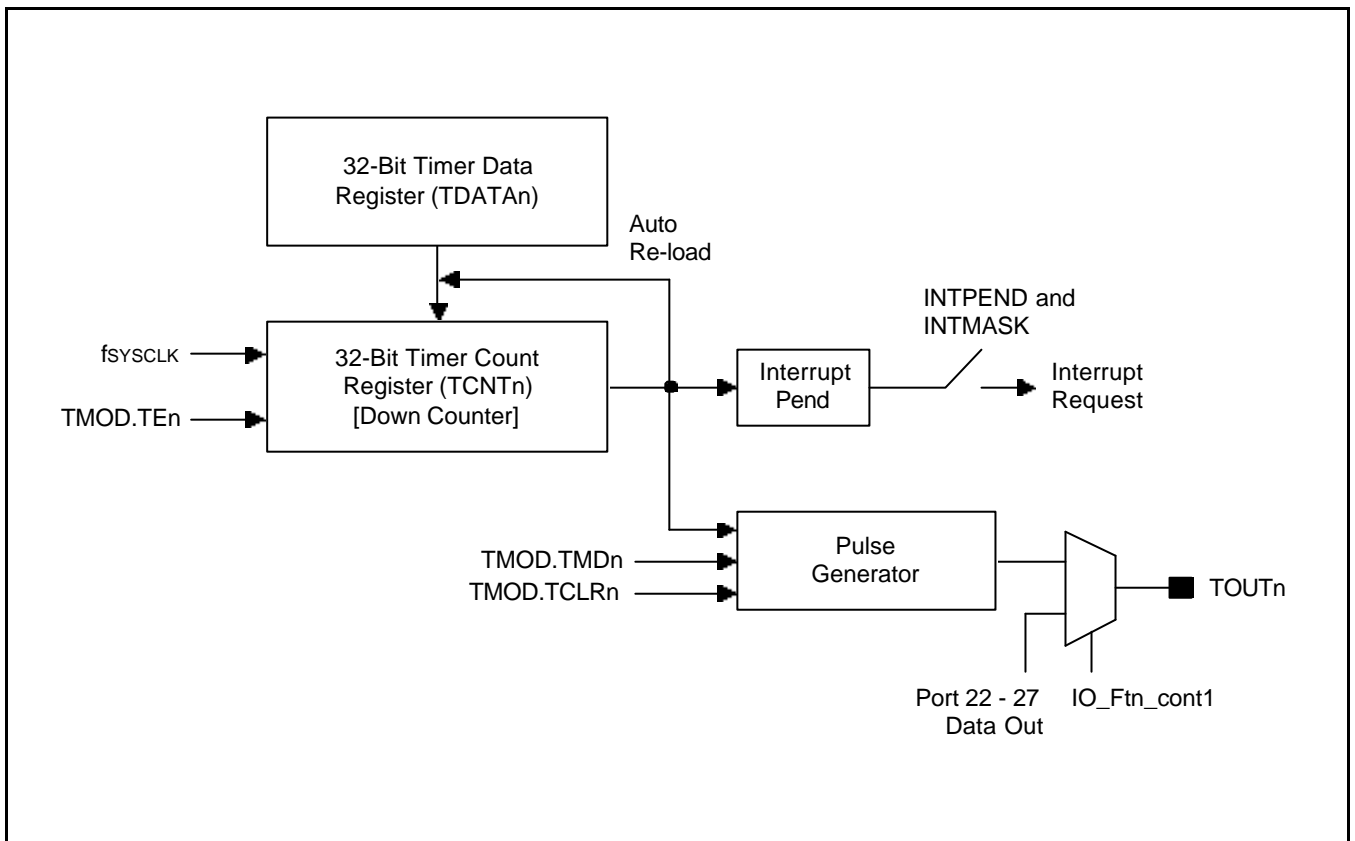 32-Bit Timer Data
Register (TDATAn)
Auto
Re-load
INTPEND and
INTMASK
fSYSCLK
TMOD.TEn
32-Bit Timer Count
Register (TCNTn)
[Down Counter]
Interrupt
Pend
Interrupt
Request
TMOD.TMDn
TMOD.TCLRn
Pulse
Generator
TOUTn
Port 22 - 27
Data Out
IO_Ftn_cont1